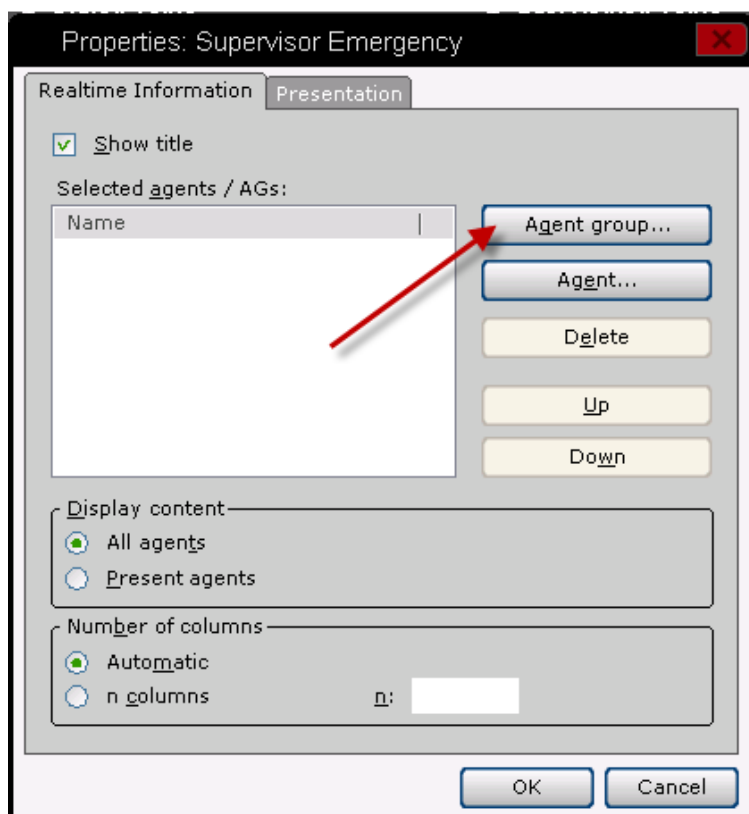 Properties: Supervisor Emergency
Realtime Information Presentation
Show title
Selected agents / AGs:
Name
Agent group...
Agent...
Delete
Up
Down
Display content
All agents
Present agents
Number of columns
Automatic
n columns n:
OK Cancel